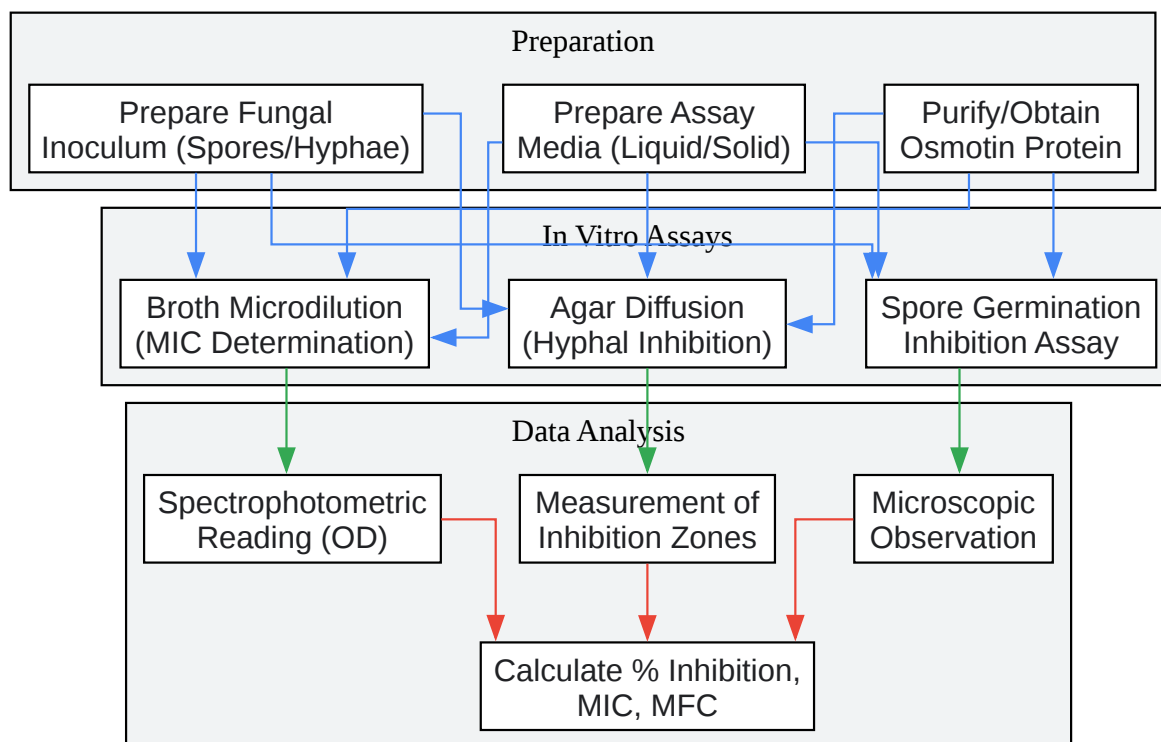 Preparation
Prepare Fungal
Inoculum (Spores/Hyphae)
Prepare Assay
Media (Liquid/Solid)
Purify/Obtain
Osmotin Protein
In Vitro Assays
Broth Microdilution
(MIC Determination)
Agar Diffusion
(Hyphal Inhibition)
Spore Germination
Inhibition Assay
Data Analysis
Spectrophotometric
Reading (OD)
Measurement of
Inhibition Zones
Microscopic
Observation
Calculate % Inhibition,
MIC, MFC